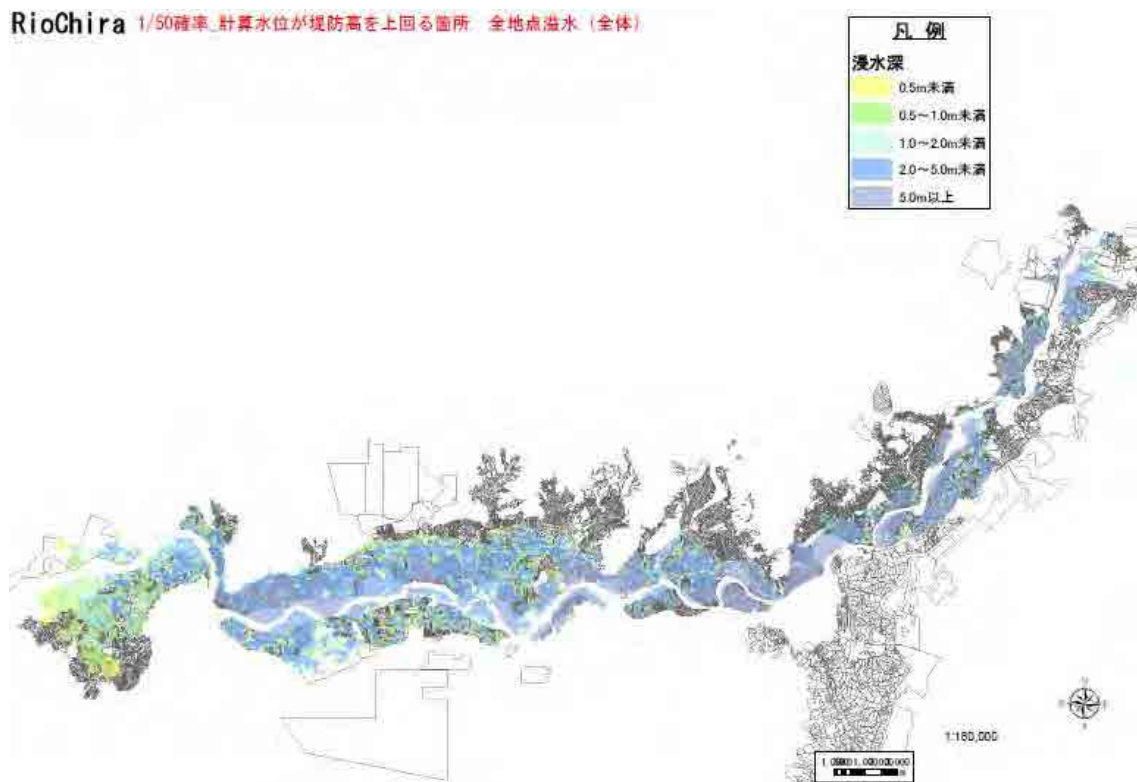 RioChira 1/50確率_計算水位が堤防高を上回る箇所 全地点溢水（全体）
凡 例
浸水深
0.5m未満
0.5～1.0m未満
1.0～2.0m未満
2.0～5.0m未満
5.0m以上
1:160,000